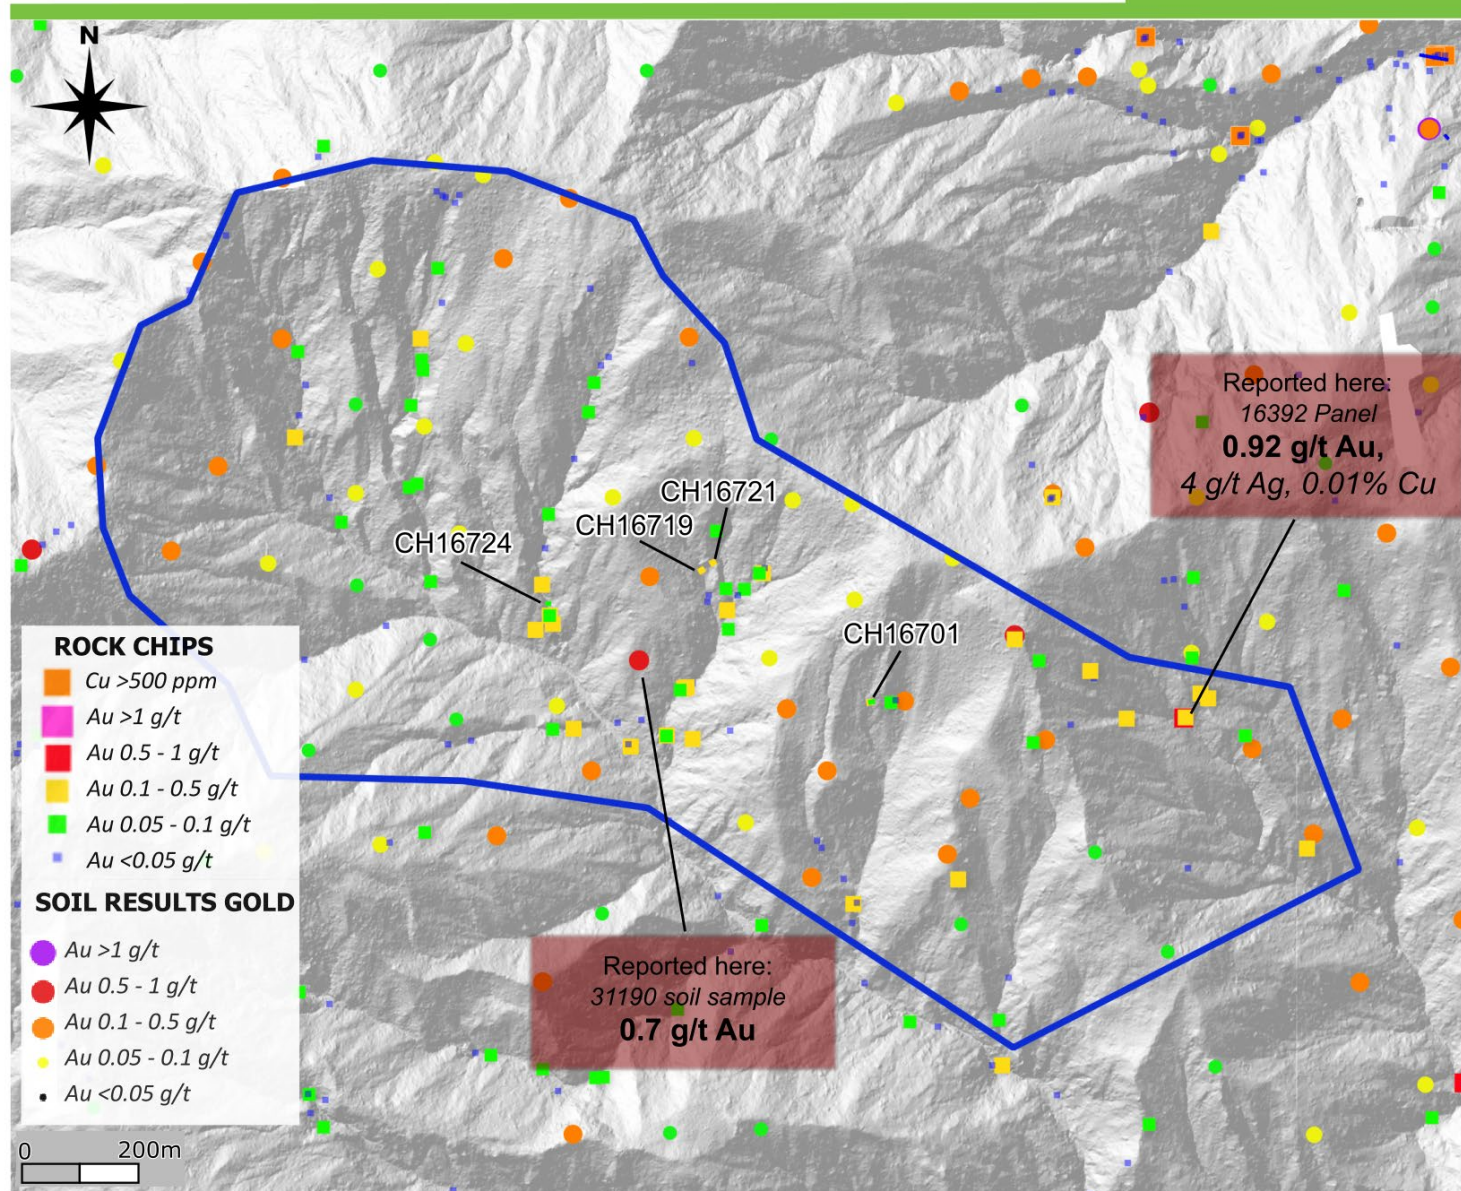 N
Reported here:
16392 Panel
0.92 g/t Au,
4 g/t Ag, 0.01% Cu
CH16721
CH16719
CH16724
CH16701
ROCK CHIPS
Cu >500 ppm
Au >1 g/t
Au 0.5 - 1 g/t
Au 0.1 - 0.5 g/t
Au 0.05 - 0.1 g/t
Au <0.05 g/t
SOIL RESULTS GOLD
Au >1 g/t
Au 0.5 - 1 g/t
Au 0.1 - 0.5 g/t
Au 0.05 - 0.1 g/t
Au <0.05 g/t
Reported here:
31190 soil sample
0.7 g/t Au
0 200m